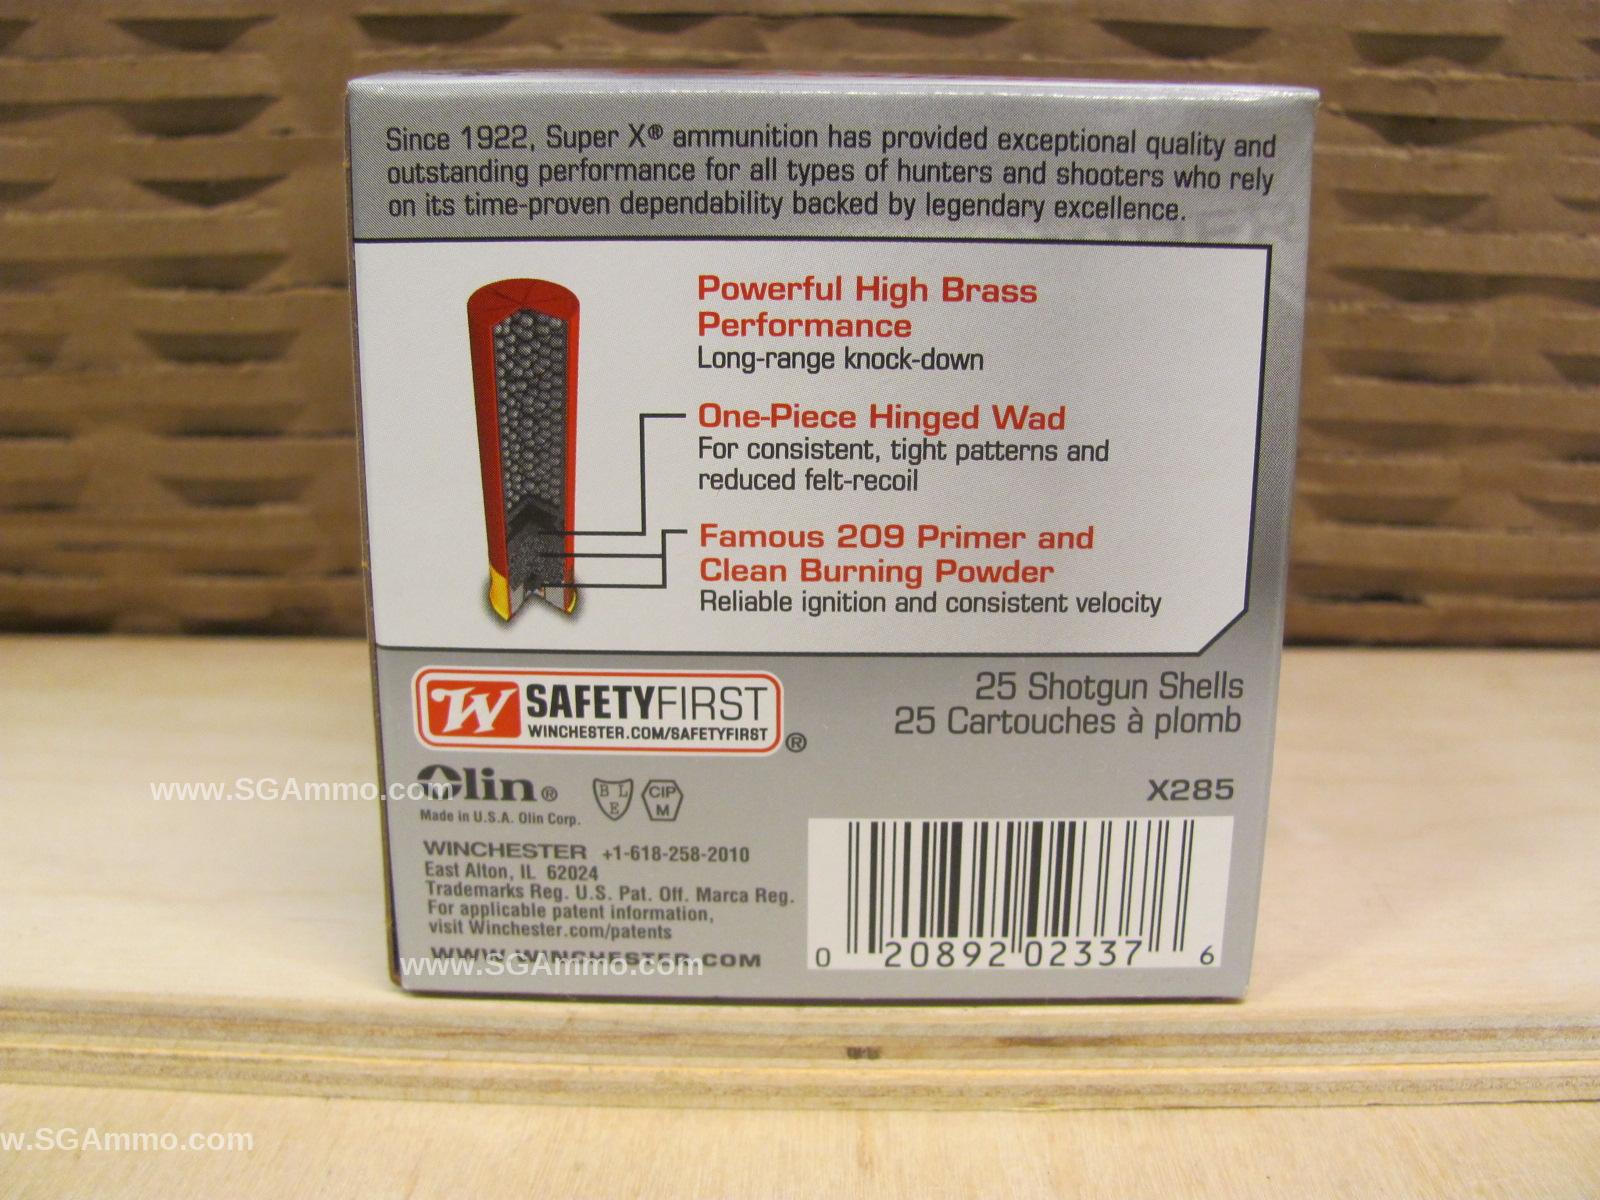 Since 1922, Super X® ammunition has provided exceptional quality and
outstanding performance for all types of hunters and shooters who rely
on its time-proven dependability backed by legendary excellence.
Powerful High Brass
Performance
Long-range knock-down
One-Piece Hinged Wad
For consistent, tight patterns and
reduced felt-recoil
Famous 209 Primer and
Clean Burning Powder
Reliable ignition and consistent velocity
W SAFETYFIRST
WINCHESTER.COM/SAFETYFIRST ®
25 Shotgun Shells
25 Cartouches à plomb
www.SGAmmo.com
Olin®
B L
E
CIP
M
X285
Made in U.S.A. Olin Corp.
WINCHESTER +1-618-258-2010
East Alton, IL 62024
Trademarks Reg. U.S. Pat. Off. Marca Reg.
For applicable patent information,
visit Winchester.com/patents
WWW.WINCHESTER.COM
www.SGAmmo.com
0 20892 02337 6
w.SGAmmo.com